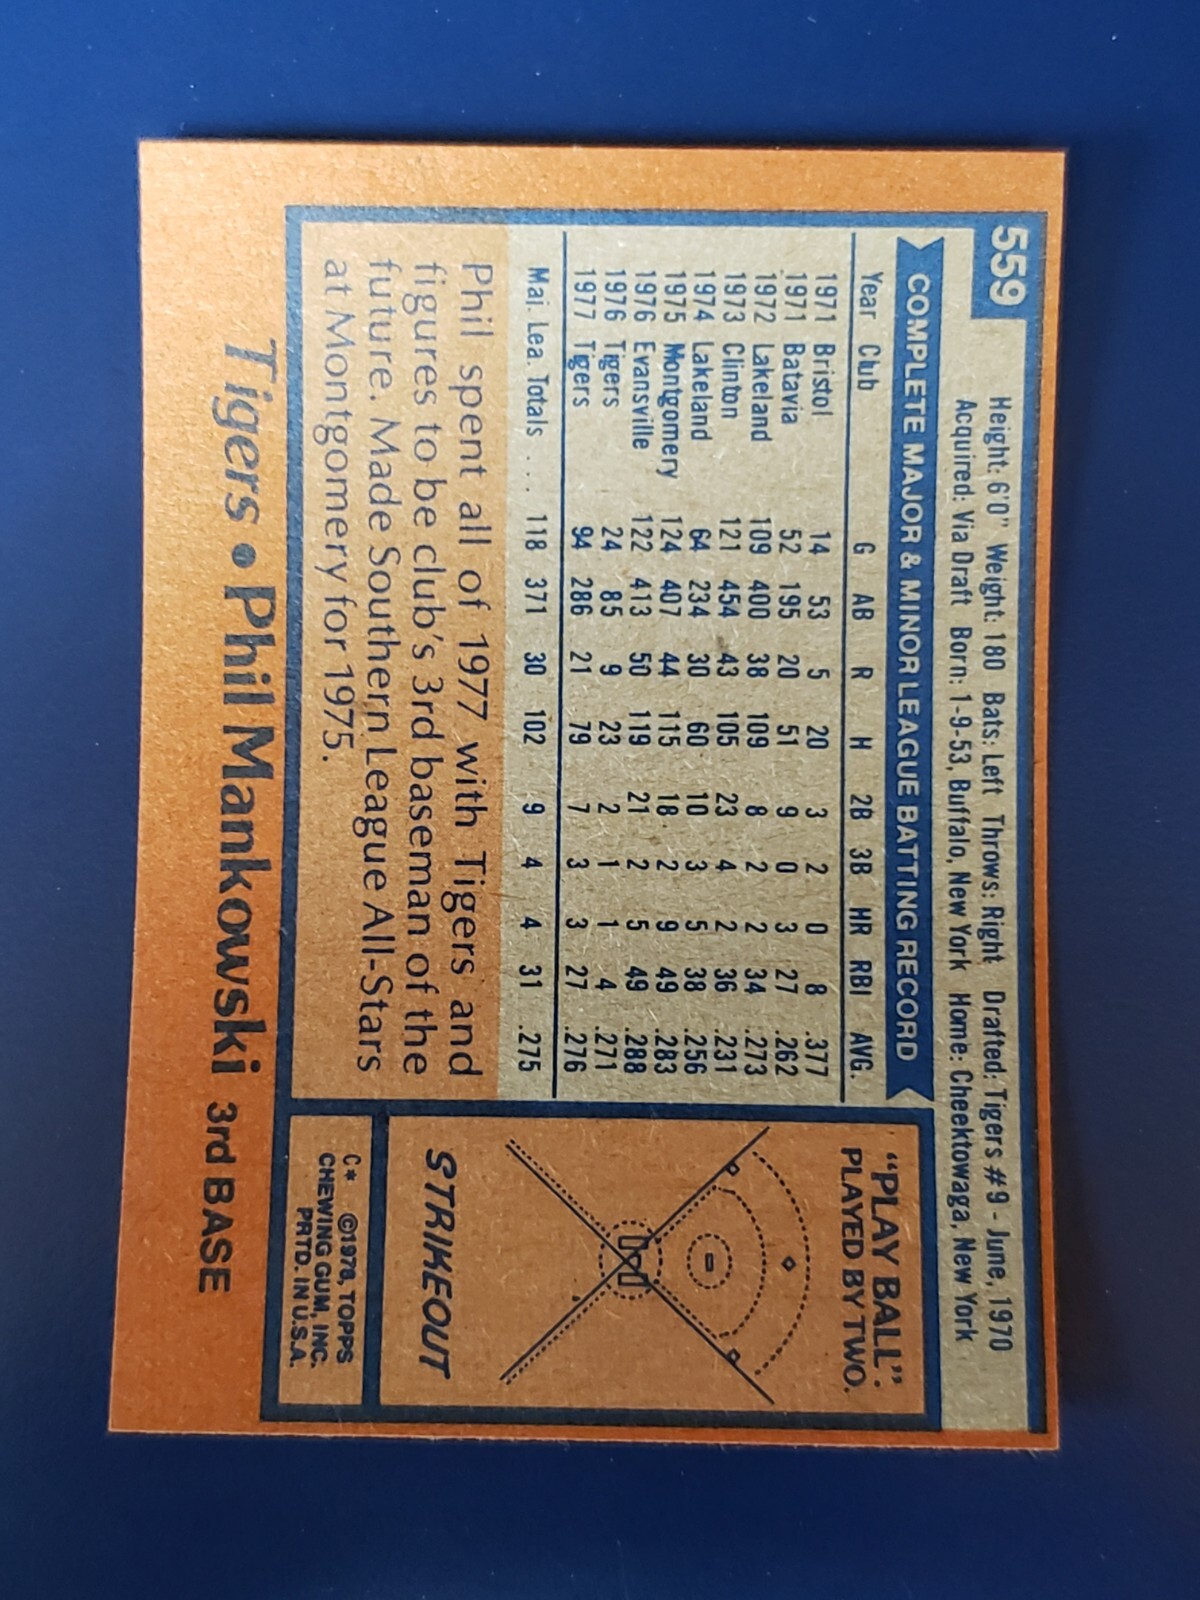 559
Height: 6'0" Weight: 180 Bats: Left Throws: Right Drafted: Tigers #9 - June, 1970
Acquired: Via Draft Born: 1-9-53, Buffalo, New York Home: Cheektowaga, New York
COMPLETE MAJOR & MINOR LEAGUE BATTING RECORD
Year Club G AB R H 2B 3B HR RBI AVG.
1971 Bristol 14 53 5 20 3 2 0 8 .377
1971 Batavia 52 195 20 51 9 0 3 27 .262
1972 Lakeland 109 400 38 109 8 2 2 34 .273
1973 Clinton 121 454 43 105 23 4 2 36 .231
1974 Lakeland 64 234 30 60 10 3 5 38 .256
1975 Montgomery 124 407 44 115 18 2 9 49 .283
1976 Evansville 122 413 50 119 21 2 5 49 .288
1976 Tigers 24 85 9 23 2 1 1 4 .271
1977 Tigers 94 286 21 79 7 3 3 27 .276
Maj. Lea. Totals . . . 118 371 30 102 9 4 4 31 .275
Phil spent all of 1977 with Tigers and
figures to be club's 3rd baseman of the
future. Made Southern League All-Stars
at Montgomery for 1975.
"PLAY BALL":
PLAYED BY TWO.
STRIKEOUT
C* ©1978, TOPPS
CHEWING GUM, INC.
PRTD. IN U.S.A.
Tigers • Phil Mankowski 3rd BASE